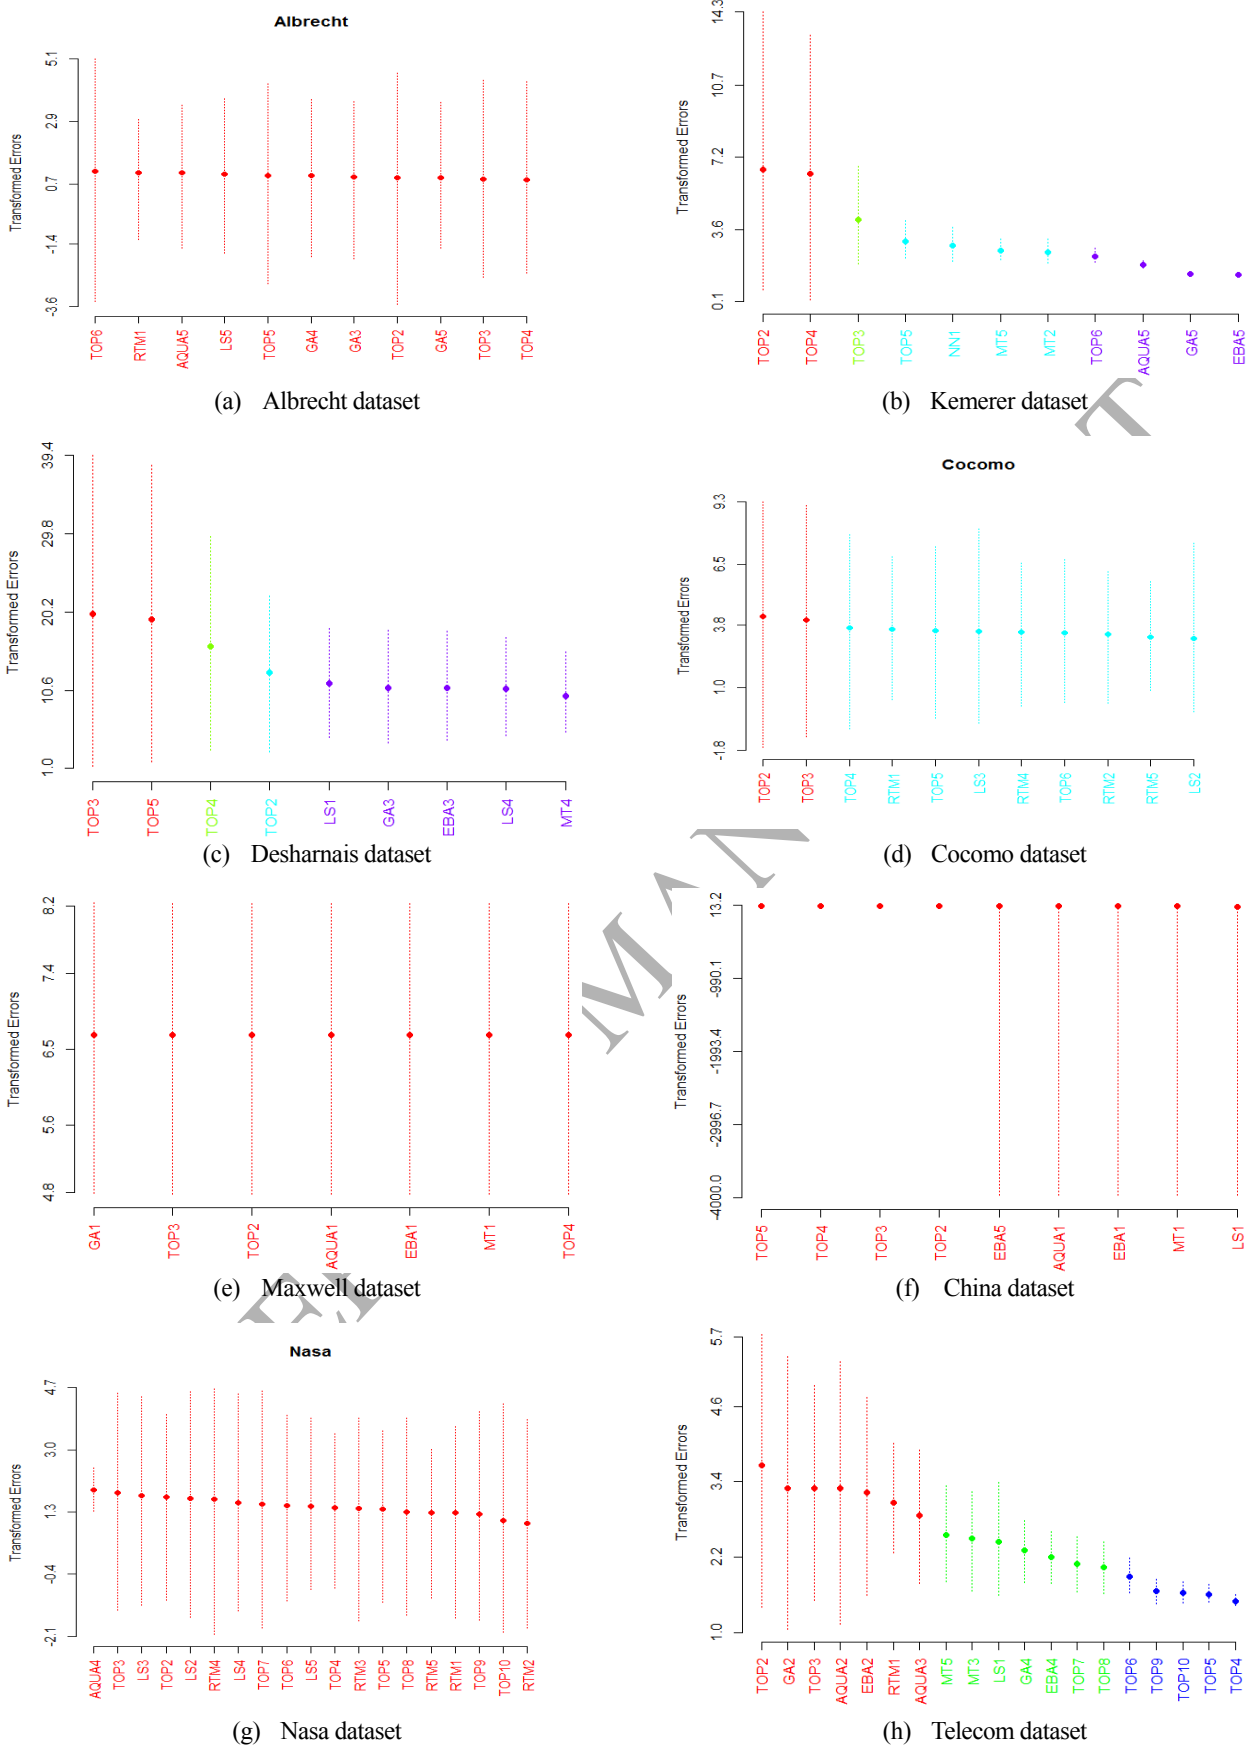 Albrecht
Transformed Errors
5.1
2.9
0.7
-1.4
-3.6
TOP6 RTM1 AQUA5 LS5 TOP5 GA4 GA3 TOP2 GA5 TOP3 TOP4
(a) Albrecht dataset
Transformed Errors
14.3
10.7
7.2
3.6
0.1
TOP2 TOP4 TOP3 TOP5 NN1 MT5 MT2 TOP6 AQUA5 GA5 EBA5
(b) Kemerer dataset
Transformed Errors
39.4
29.8
20.2
10.6
1.0
TOP3 TOP5 TOP4 TOP2 LS1 GA3 EBA3 LS4 MT4
(c) Desharnais dataset
Cocomo
Transformed Errors
9.3
6.5
3.8
1.0
-1.8
TOP2 TOP3 TOP4 RTM1 TOP5 LS3 RTM4 TOP6 RTM2 RTM5 LS2
(d) Cocomo dataset
Transformed Errors
8.2
7.4
6.5
5.6
4.8
GA1 TOP3 TOP2 AQUA1 EBA1 MT1 TOP4
(e) Maxwell dataset
Transformed Errors
13.2
-990.1
-1993.4
-2996.7
-4000.0
TOP5 TOP4 TOP3 TOP2 EBA5 AQUA1 EBA1 MT1 LS1
(f) China dataset
Nasa
Transformed Errors
4.7
3.0
1.3
-0.4
-2.1
AQUA4 TOP3 LS3 TOP2 LS2 RTM4 LS4 TOP7 TOP6 LS5 TOP4 RTM3 TOP5 TOP8 RTM5 RTM1 TOP9 TOP10 RTM2
(g) Nasa dataset
Transformed Errors
5.7
4.6
3.4
2.2
1.0
TOP2 GA2 TOP3 AQUA2 EBA2 RTM1 AQUA3 MT5 MT3 LS1 GA4 EBA4 TOP7 TOP8 TOP6 TOP9 TOP10 TOP5 TOP4
(h) Telecom dataset